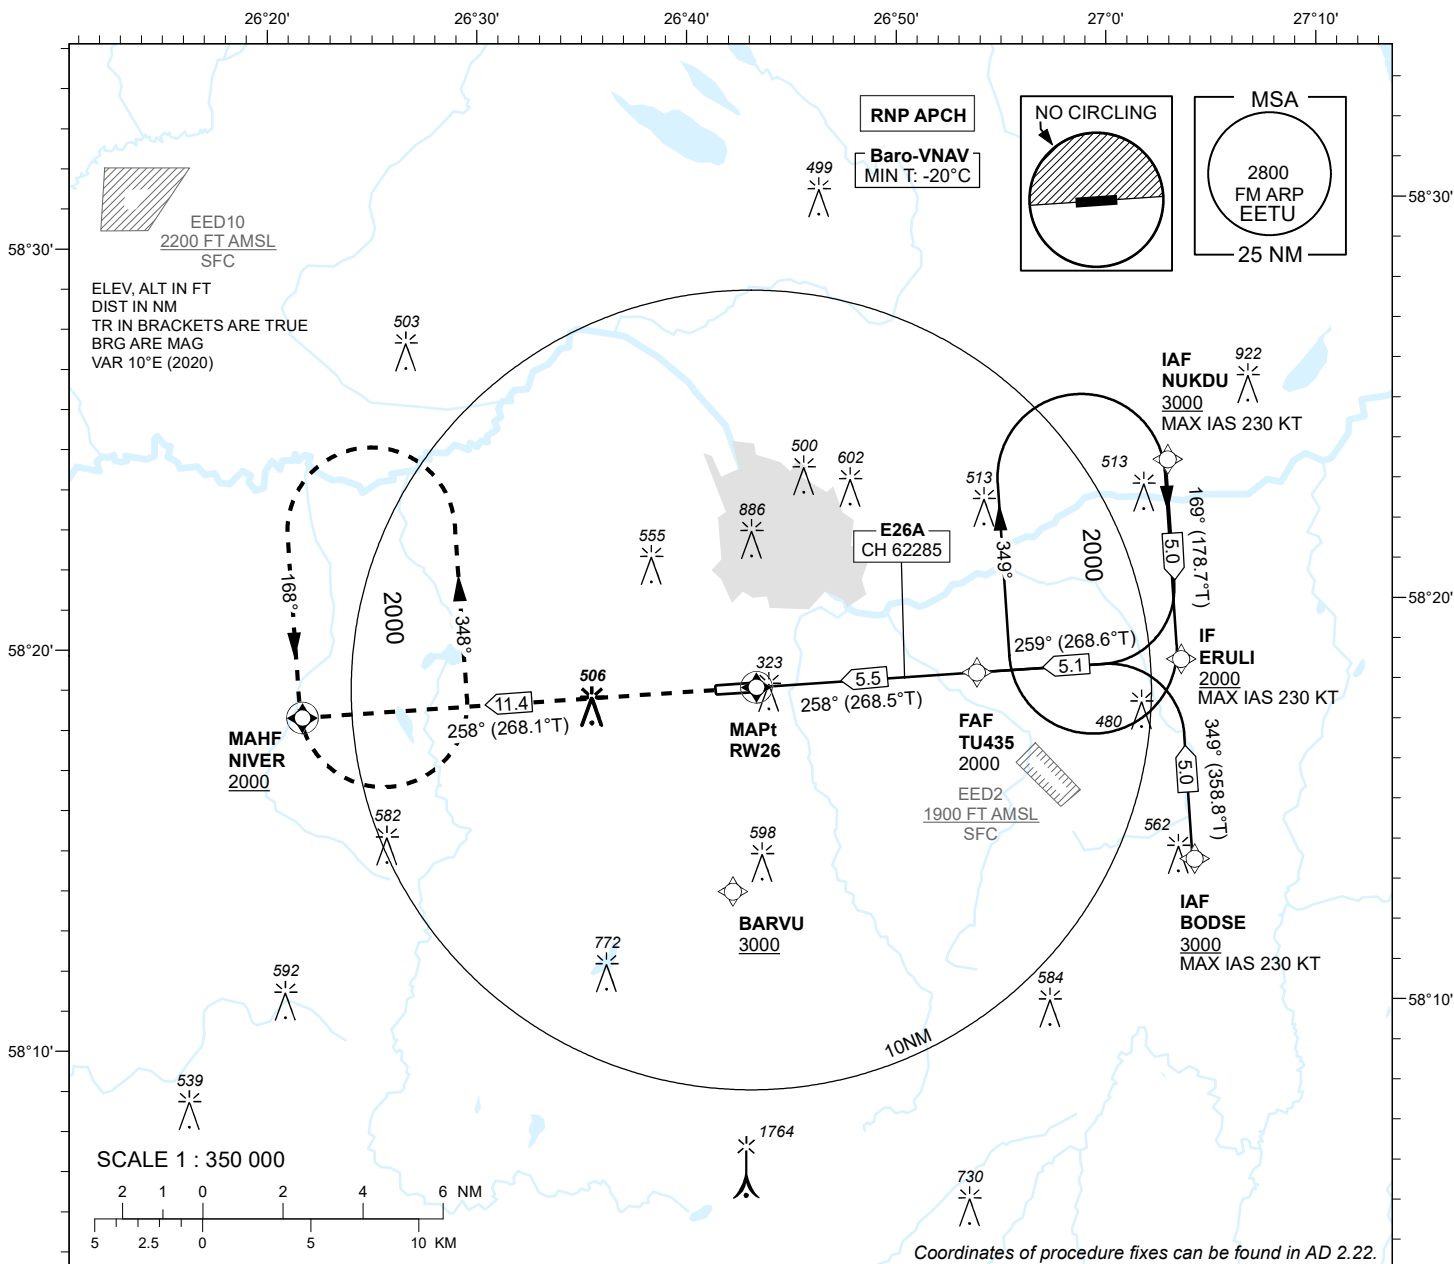 26°20'
26°30'
26°40'
26°50'
27°0'
27°10'
RNP APCH
Baro-VNAV
MIN T: -20°C
NO CIRCLING
MSA
2800
FM ARP
EETU
25 NM
499
58°30'
58°30'
EED10
2200 FT AMSL
SFC
ELEV, ALT IN FT
DIST IN NM
TR IN BRACKETS ARE TRUE
BRG ARE MAG
VAR 10°E (2020)
503
IAF
NUKDU
3000
MAX IAS 230 KT
922
500
602
513
513
886
555
E26A
CH 62285
349°
2000
169° (178.7°T)
5.0
58°20'
58°20'
168°
2000
348°
259° (268.6°T)
5.1
IF
ERULI
2000
MAX IAS 230 KT
506
323
5.5
258° (268.5°T)
11.4
258° (268.1°T)
MAHF
NIVER
2000
MAPt
RW26
FAF
TU435
2000
480
349° (358.8°T)
5.0
EED2
1900 FT AMSL
SFC
582
598
562
BARVU
3000
IAF
BODSE
3000
MAX IAS 230 KT
772
592
584
58°10'
58°10'
10NM
539
1764
730
SCALE 1 : 350 000
2 1 0 2 4 6 NM
5 2.5 0 5 10 KM
Coordinates of procedure fixes can be found in AD 2.22.